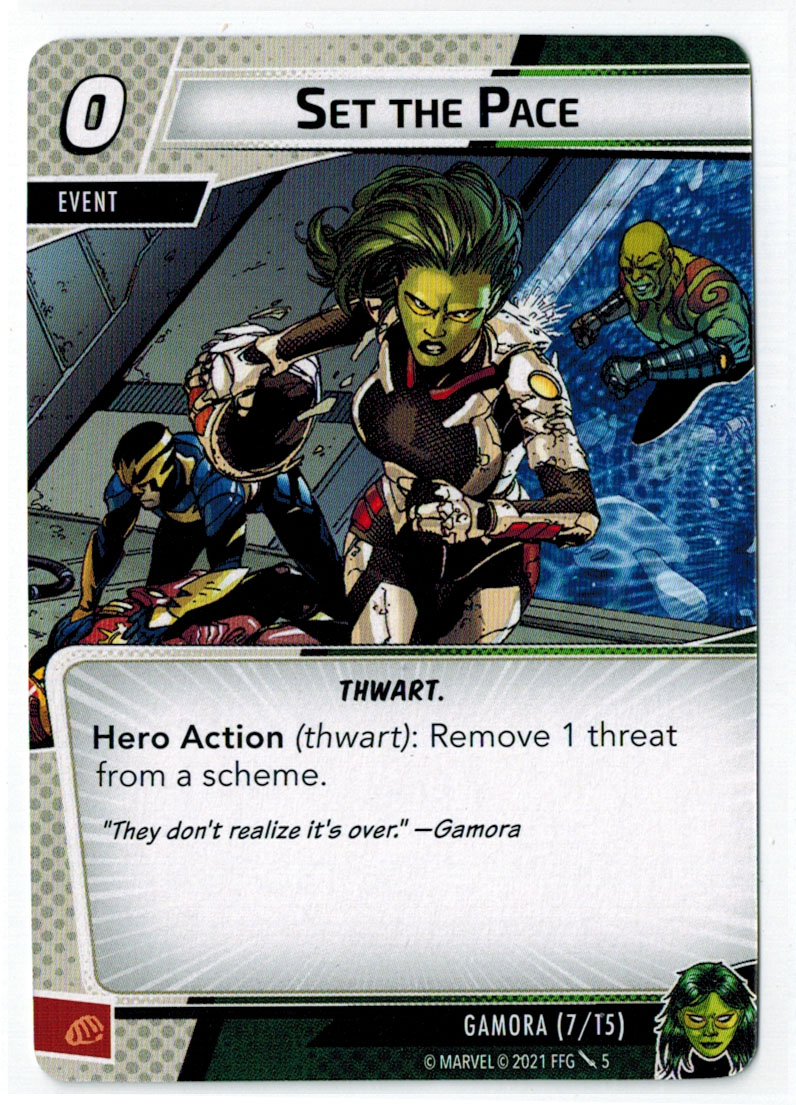 0
SET THE PACE
EVENT
THWART.
Hero Action (thwart): Remove 1 threat
from a scheme.
"They don't realize it's over." —Gamora
GAMORA (7/15)
© MARVEL © 2021 FFG 5